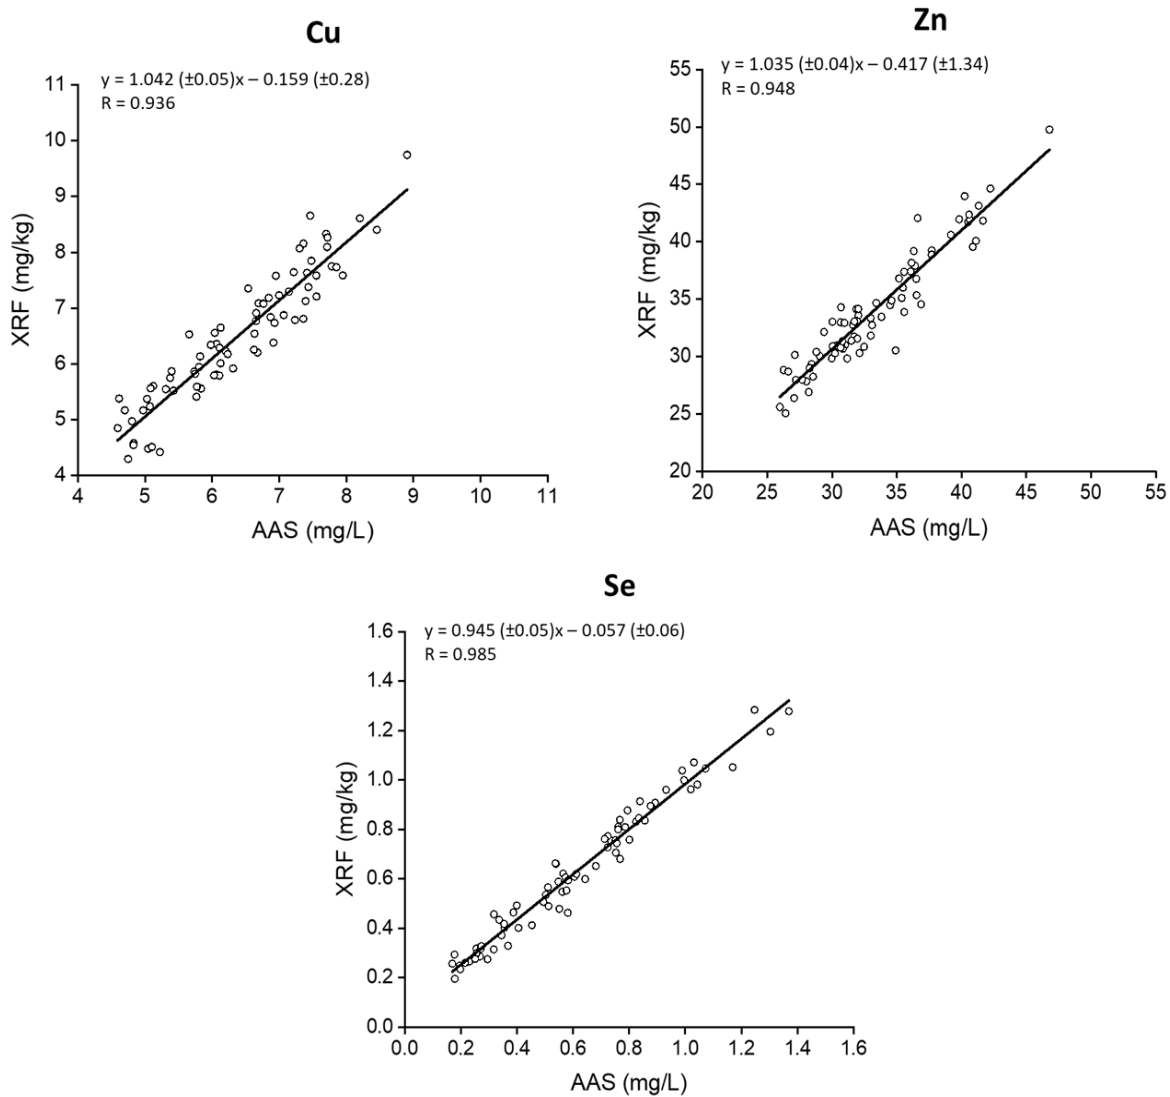 Cu
y = 1.042 (±0.05)x – 0.159 (±0.28)
R = 0.936
11
10
9
8
7
6
5
4
XRF (mg/kg)
4 5 6 7 8 9 10 11
AAS (mg/L)
Zn
y = 1.035 (±0.04)x – 0.417 (±1.34)
R = 0.948
55
50
45
40
35
30
25
20
XRF (mg/kg)
20 25 30 35 40 45 50 55
AAS (mg/L)
Se
y = 0.945 (±0.05)x – 0.057 (±0.06)
R = 0.985
1.6
1.4
1.2
1.0
0.8
0.6
0.4
0.2
0.0
XRF (mg/kg)
0.0 0.2 0.4 0.6 0.8 1.0 1.2 1.4 1.6
AAS (mg/L)